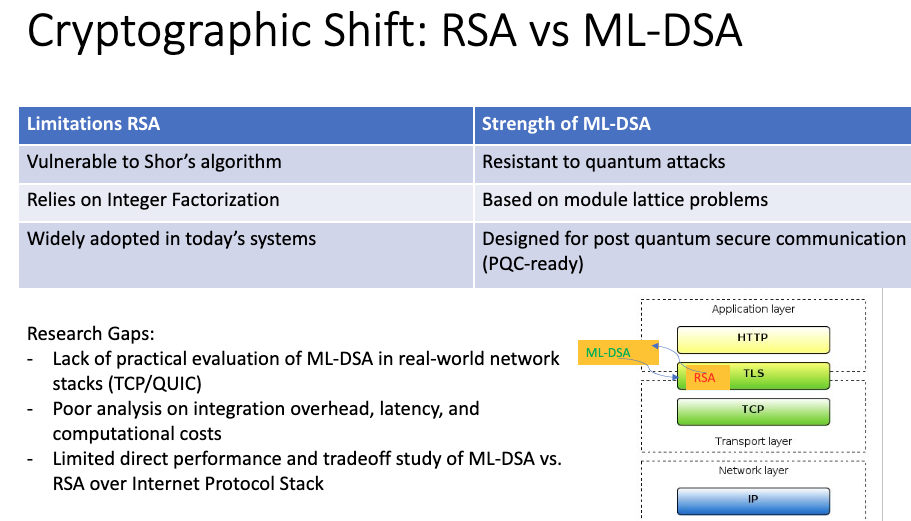 Cryptographic Shift: RSA vs ML-DSA
Limitations RSA
Strength of ML-DSA
Vulnerable to Shor’s algorithm
Resistant to quantum attacks
Relies on Integer Factorization
Based on module lattice problems
Widely adopted in today’s systems
Designed for post quantum secure communication
(PQC-ready)
Research Gaps:
- Lack of practical evaluation of ML-DSA in real-world network
stacks (TCP/QUIC)
- Poor analysis on integration overhead, latency, and
computational costs
- Limited direct performance and tradeoff study of ML-DSA vs.
RSA over Internet Protocol Stack
Application layer
HTTP
ML-DSA
RSA
TLS
TCP
Transport layer
Network layer
IP